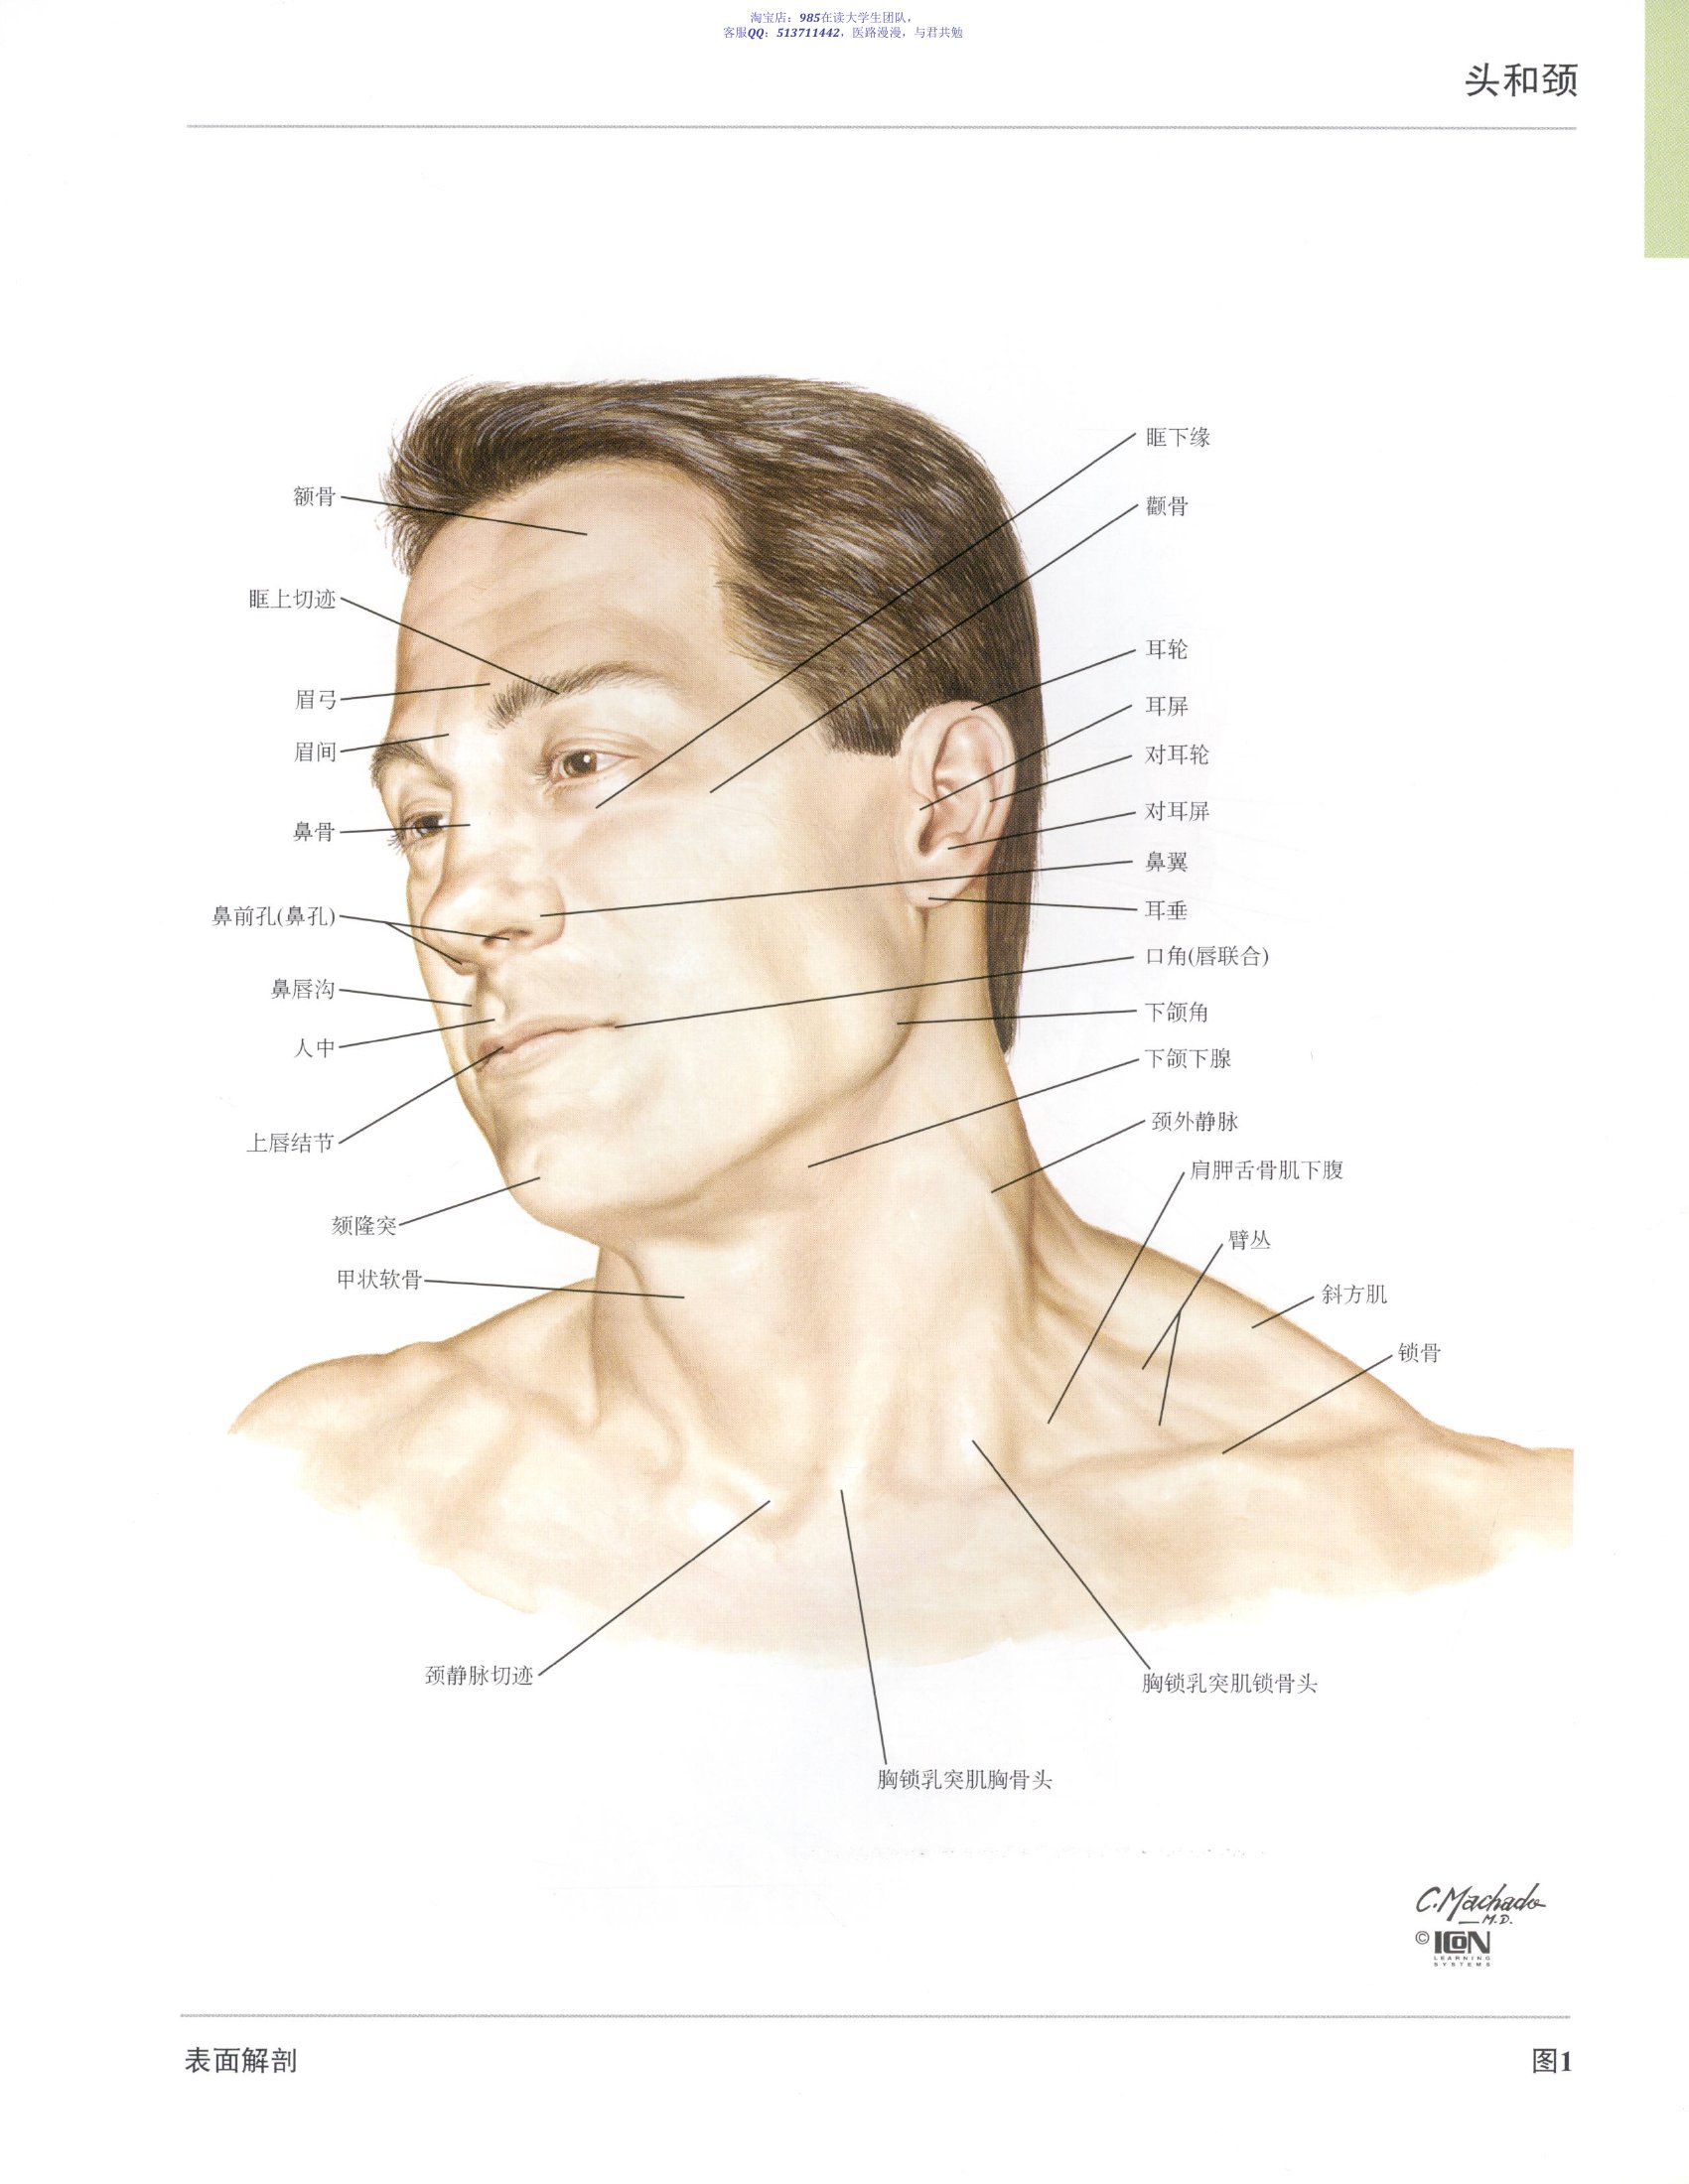 淘宝店：985在读大学生团队，
客服QQ：513711442，医路漫漫，与君共勉
头和颈
额骨
眶上切迹
眉弓
眉间
鼻骨
鼻前孔(鼻孔)
鼻唇沟
人中
上唇结节
颏隆突
甲状软骨
颈静脉切迹
眶下缘
颧骨
耳轮
耳屏
对耳轮
对耳屏
鼻翼
耳垂
口角(唇联合)
下颌角
下颌下腺
颈外静脉
肩胛舌骨肌下腹
臂丛
斜方肌
锁骨
胸锁乳突肌锁骨头
胸锁乳突肌胸骨头
C.Machado
M.D.
© ICON
LEARNING
SYSTEMS
表面解剖
图1